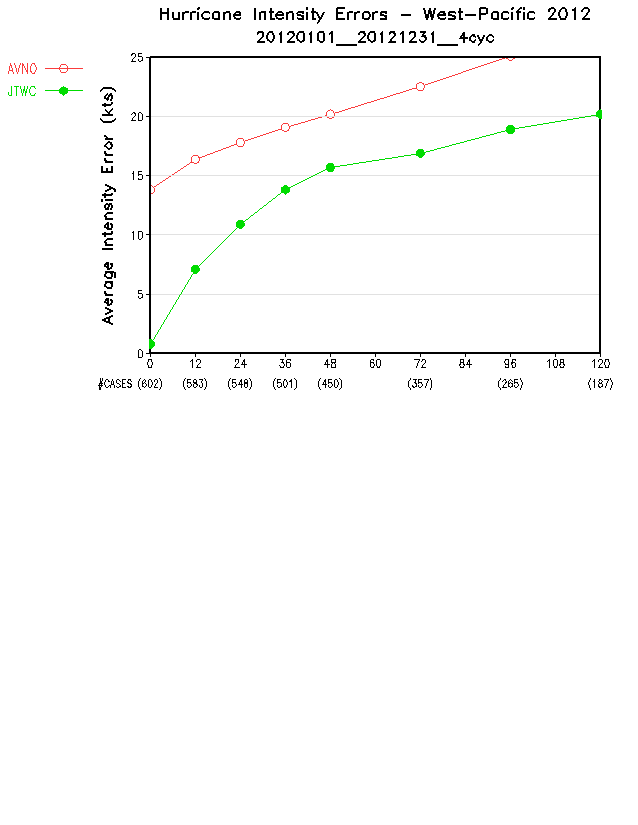 Hurricane Intensity Errors - West-Pacific 2012
20120101__20121231__4cyc
AVNO
JTWC
Average Intensity Error (kts)
25
20
15
10
5
0
0 12 24 36 48 60 72 84 96 108 120
#CASES (602) (583) (548) (501) (450) (357) (265) (187)